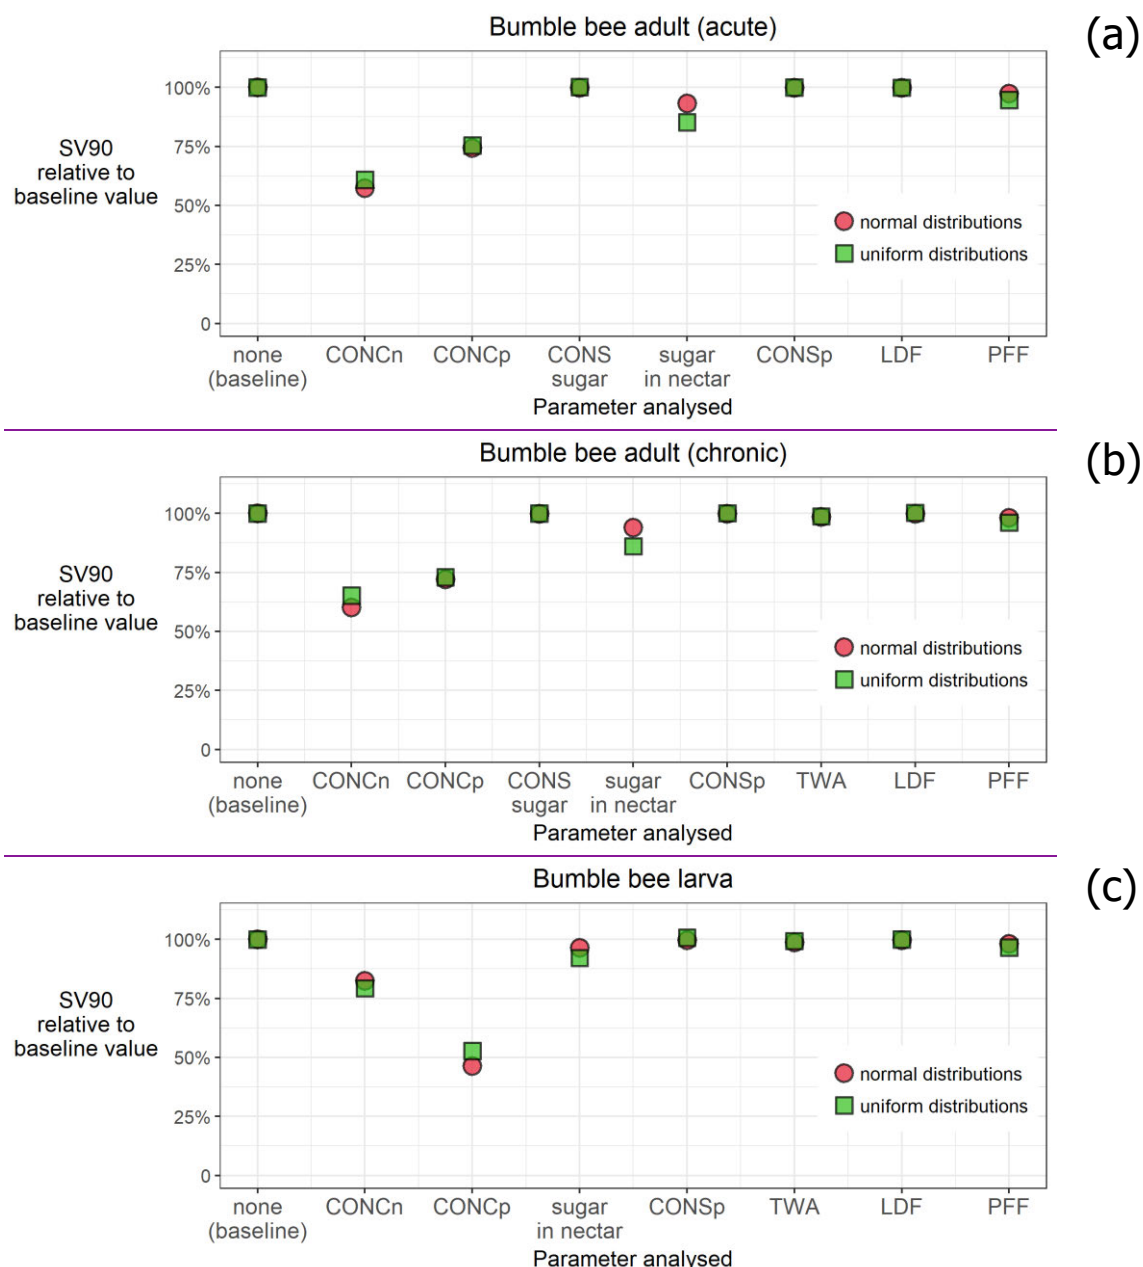 Bumble bee adult (acute)
(a)
100%
75%
50%
25%
0
SV90
relative to
baseline value
normal distributions
uniform distributions
none CONCn CONCp CONS sugar CONSp LDF PFF
(baseline) sugar in nectar
Parameter analysed
Bumble bee adult (chronic)
(b)
100%
75%
50%
25%
0
SV90
relative to
baseline value
normal distributions
uniform distributions
none CONCn CONCp CONS sugar CONSp TWA LDF PFF
(baseline) sugar in nectar
Parameter analysed
Bumble bee larva
(c)
100%
75%
50%
25%
0
SV90
relative to
baseline value
normal distributions
uniform distributions
none CONCn CONCp sugar CONSp TWA LDF PFF
(baseline) in nectar
Parameter analysed